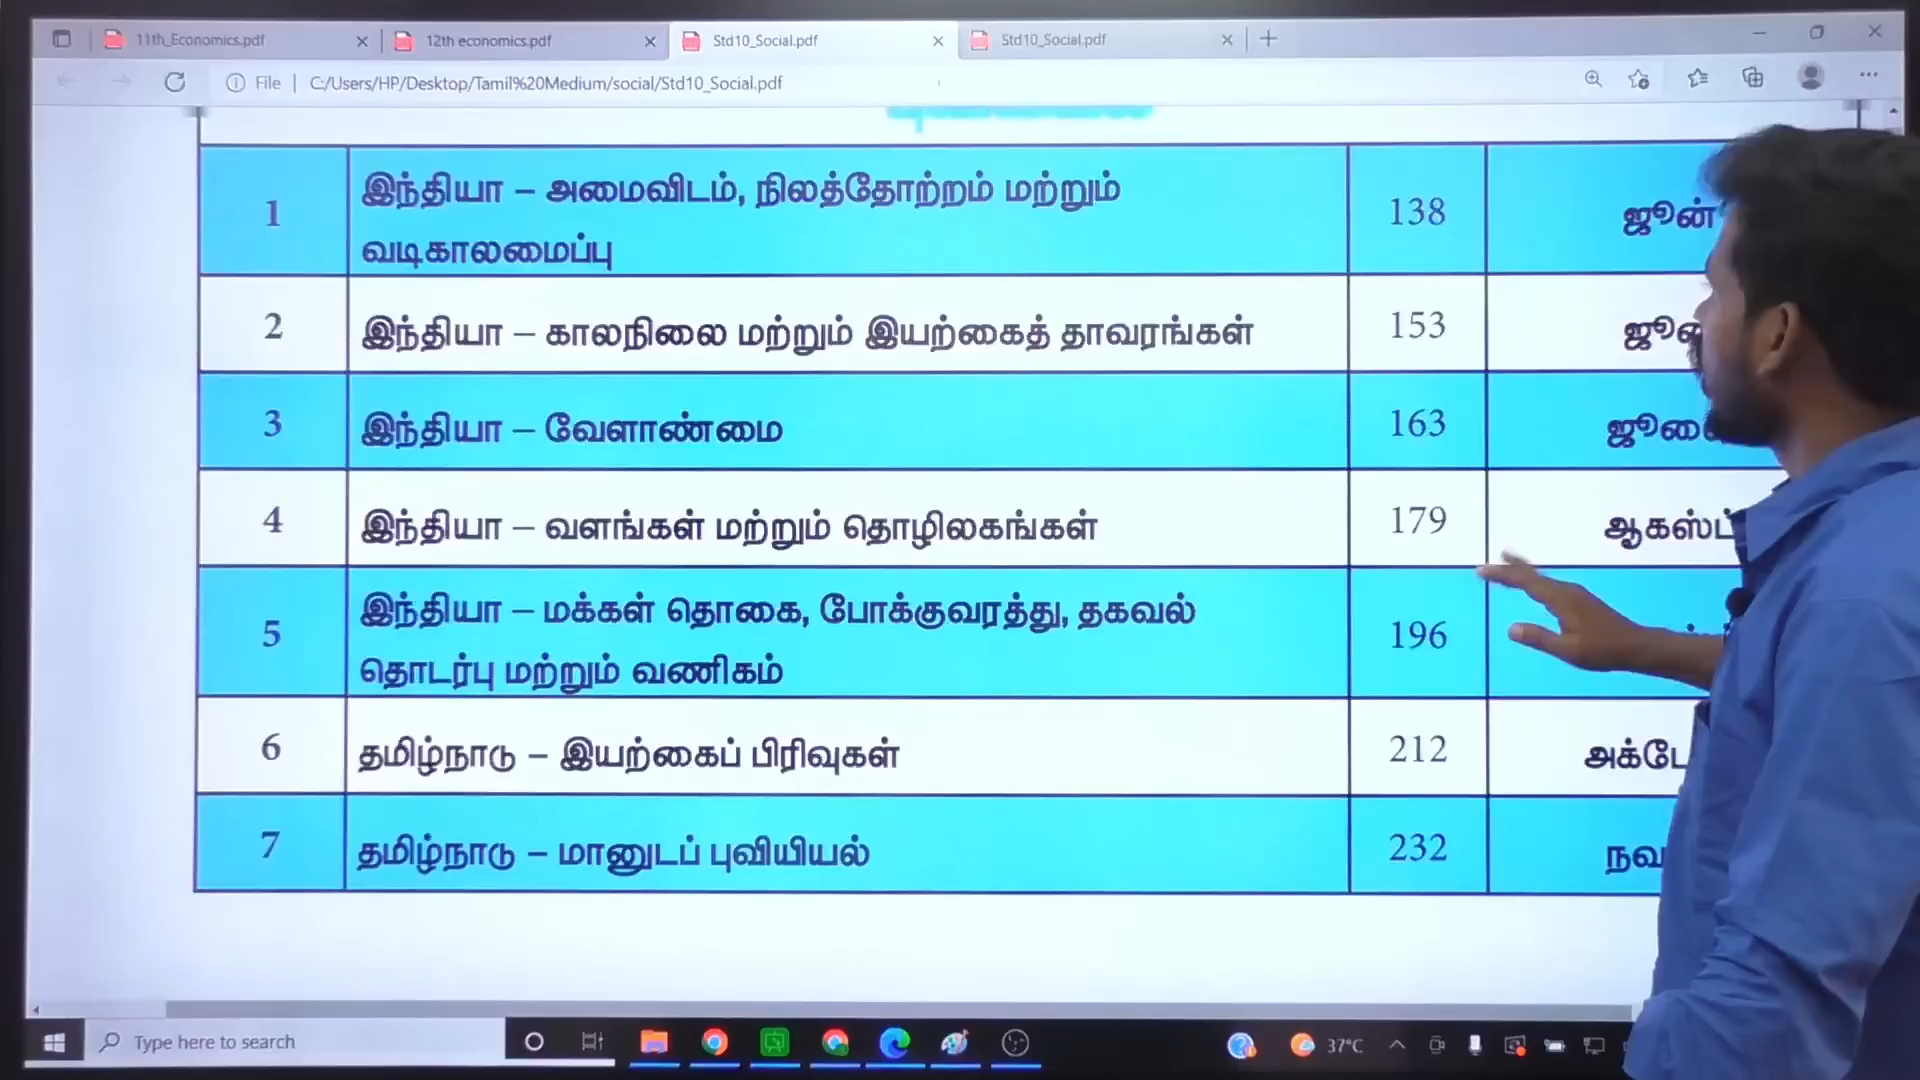 11th_Economics.pdf
12th economics.pdf
Std10_Social.pdf
Std10_Social.pdf
File | C:/Users/HP/Desktop/Tamil%20Medium/social/Std10_Social.pdf
1 இந்தியா – அமைவிடம், நிலத்தோற்றம் மற்றும் 138 ஜூன்
வடிகாலமைப்பு
2 இந்தியா – காலநிலை மற்றும் இயற்கைத் தாவரங்கள் 153
3 இந்தியா – வேளாண்மை 163
4 இந்தியா – வளங்கள் மற்றும் தொழிலகங்கள் 179 ஆகஸ்ட்
5 இந்தியா – மக்கள் தொகை, போக்குவரத்து, தகவல் 196
தொடர்பு மற்றும் வணிகம்
6 தமிழ்நாடு – இயற்கைப் பிரிவுகள் 212
7 தமிழ்நாடு – மானுடப் புவியியல் 232
Type here to search
37°C